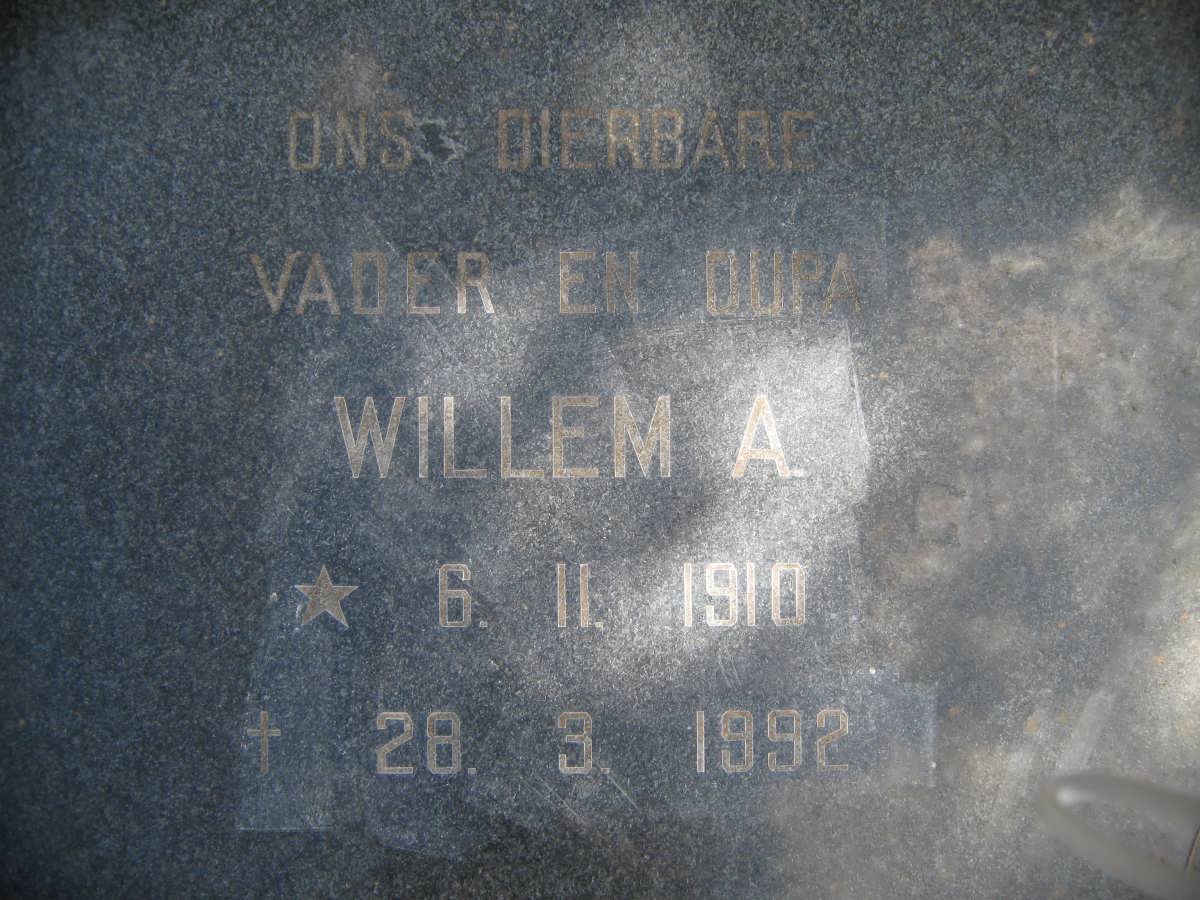 ONS DIERBARE
VADER EN OUPA
WILLEM A.
★ 6. 11. 1910
† 28. 3. 1992